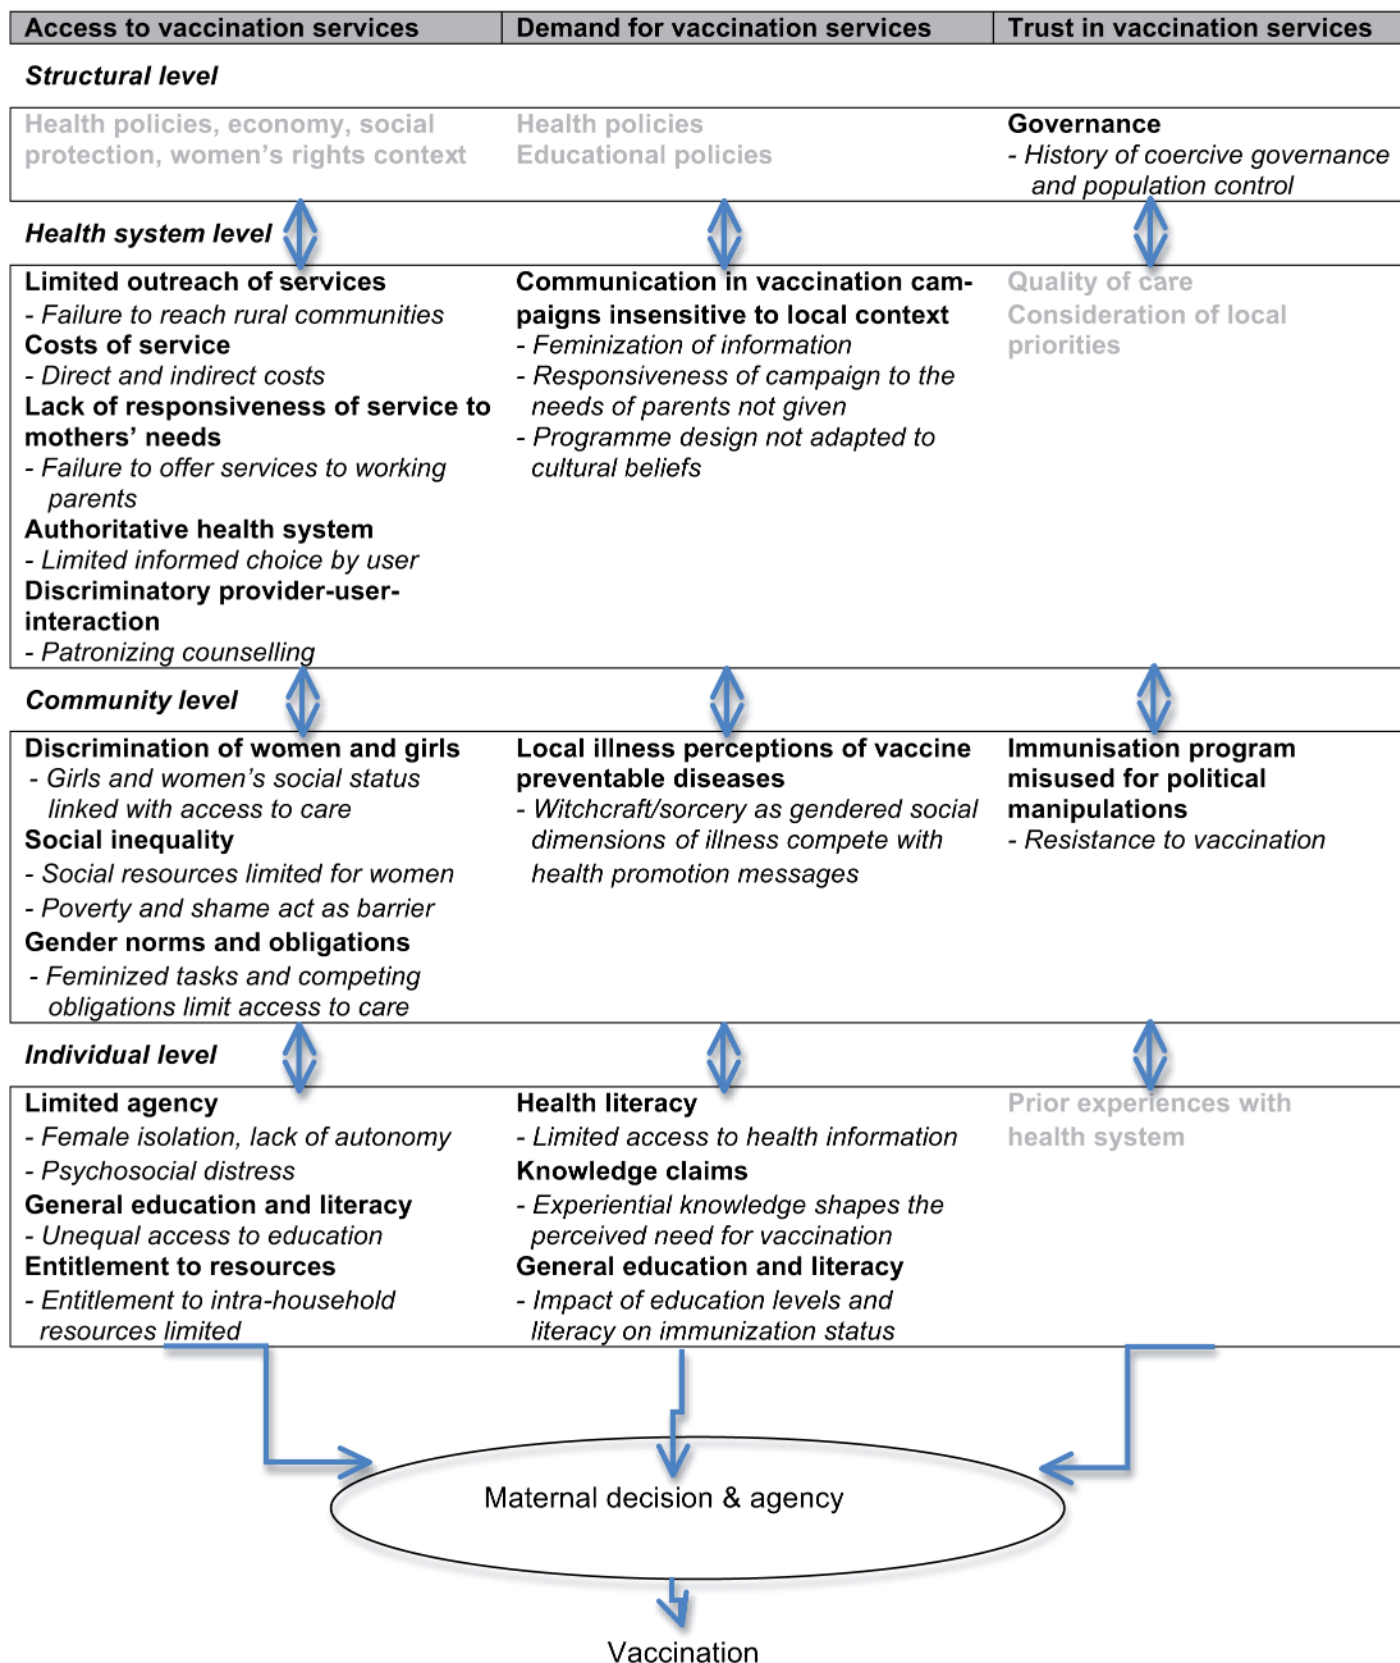 Access to vaccination services
Demand for vaccination services
Trust in vaccination services
Structural level
Health policies, economy, social
protection, women's rights context
Health policies
Educational policies
Governance
- History of coercive governance
and population control
Health system level
Limited outreach of services
- Failure to reach rural communities
Costs of service
- Direct and indirect costs
Lack of responsiveness of service to
mothers' needs
- Failure to offer services to working
parents
Authoritative health system
- Limited informed choice by user
Discriminatory provider-user-
interaction
- Patronizing counselling
Communication in vaccination cam-
paigns insensitive to local context
- Feminization of information
- Responsiveness of campaign to the
needs of parents not given
- Programme design not adapted to
cultural beliefs
Quality of care
Consideration of local
priorities
Community level
Discrimination of women and girls
- Girls and women's social status
linked with access to care
Social inequality
- Social resources limited for women
- Poverty and shame act as barrier
Gender norms and obligations
- Feminized tasks and competing
obligations limit access to care
Local illness perceptions of vaccine
preventable diseases
- Witchcraft/sorcery as gendered social
dimensions of illness compete with
health promotion messages
Immunisation program
misused for political
manipulations
- Resistance to vaccination
Individual level
Limited agency
- Female isolation, lack of autonomy
- Psychosocial distress
General education and literacy
- Unequal access to education
Entitlement to resources
- Entitlement to intra-household
resources limited
Health literacy
- Limited access to health information
Knowledge claims
- Experiential knowledge shapes the
perceived need for vaccination
General education and literacy
- Impact of education levels and
literacy on immunization status
Prior experiences with
health system
Maternal decision & agency
Vaccination